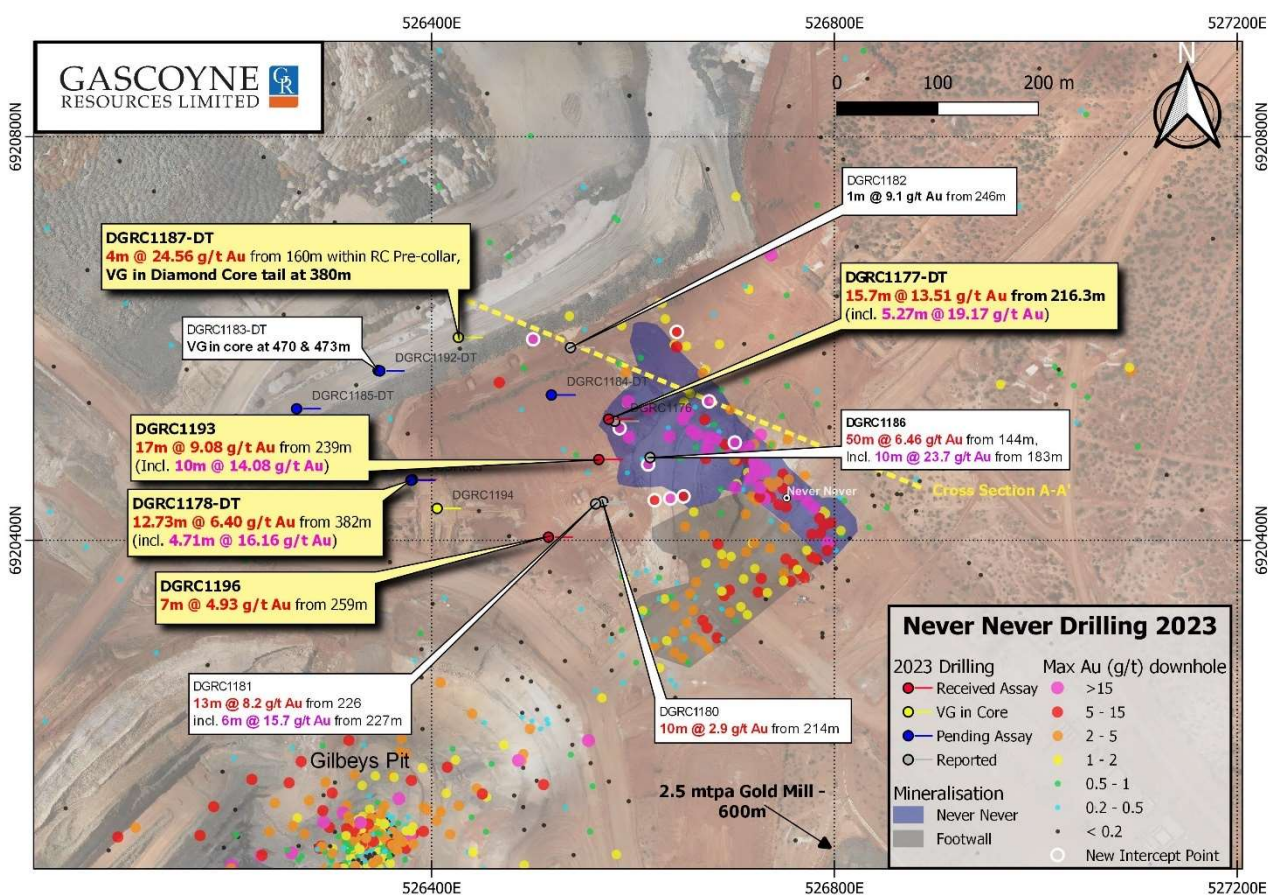 526400E
526800E
527200E
GASCOYNE
RESOURCES LIMITED
GR
N
0 100 200 m
6920800N
6920800N
DGRC1182
1m @ 9.1 g/t Au from 246m
DGRC1187-DT
4m @ 24.56 g/t Au from 160m within RC Pre-collar,
VG in Diamond Core tail at 380m
DGRC1177-DT
15.7m @ 13.51 g/t Au from 216.3m
(incl. 5.27m @ 19.17 g/t Au)
DGRC1183-DT
VG in core at 470 & 473m
DGRC1192-DT
DGRC1184-DT
DGRC1185-DT
DGRC1176
DGRC1193
17m @ 9.08 g/t Au from 239m
(Incl. 10m @ 14.08 g/t Au)
DGRC1186
50m @ 6.46 g/t Au from 144m,
Incl. 10m @ 23.7 g/t Au from 183m
DGRC1178-DT
12.73m @ 6.40 g/t Au from 382m
(incl. 4.71m @ 16.16 g/t Au)
DGRC1194
Never Never
Cross Section A-A'
6920400N
6920400N
DGRC1196
7m @ 4.93 g/t Au from 259m
DGRC1181
13m @ 8.2 g/t Au from 226
incl. 6m @ 15.7 g/t Au from 227m
DGRC1180
10m @ 2.9 g/t Au from 214m
Gilbeys Pit
2.5 mtpa Gold Mill -
600m
Never Never Drilling 2023
2023 Drilling
Received Assay
VG in Core
Pending Assay
Reported
Mineralisation
Never Never
Footwall
Max Au (g/t) downhole
>15
5 - 15
2 - 5
1 - 2
0.5 - 1
0.2 - 0.5
< 0.2
New Intercept Point
526400E
526800E
527200E